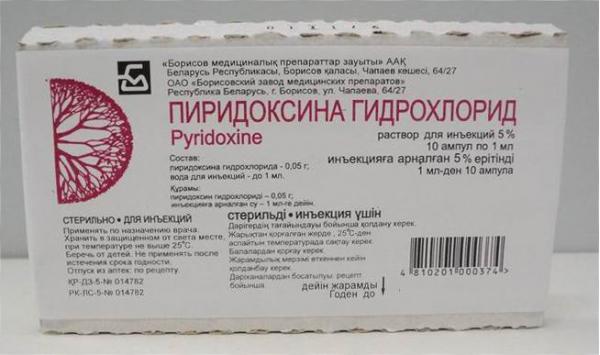 «Борисов медициналық препараттар зауыты» ААҚ
Беларусь Республикасы, Борисов қаласы, Чапаев көшесі, 64/27
ОАО «Борисовский завод медицинских препаратов»
Республика Беларусь, г. Борисов, ул. Чапаева, 64/27
ПИРИДОКСИНА ГИДРОХЛОРИД
Pyridoxine
раствор для инъекций 5%
10 ампул по 1 мл
инъекцияға арналған 5% ерітінді
1 мл-ден 10 ампула
Состав:
пиридоксина гидрохлорида - 0,05 г;
вода для инъекций - до 1 мл.
Құрамы:
пиридоксин гидрохлориді – 0,05 г;
инъекцияға арналған су – 1 мл-ге дейін.
СТЕРИЛЬНО • ДЛЯ ИНЪЕКЦИЙ
Применять по назначению врача.
Хранить в защищенном от света месте,
при температуре не выше 25°С.
Беречь от детей. Не применять после
истечения срока годности.
Отпуск из аптек: по рецепту.
ҚР-ДЗ-5-№ 014782
РК-ЛС-5-№ 014782
стерильді • инъекция үшін
Дәрігердің тағайындауы бойынша қолдану керек.
Жарықтан қорғалған жерде , 25°С-ден
аспайтын температурада сақтау керек.
Балалардан қорғау керек.
Жарамдылық мерзімі өткеннен кейін
қолданбау керек.
Дәріханалардан босатылуы: рецепт
бойынша.
дейін жарамды
Годен до
4 810201 000374